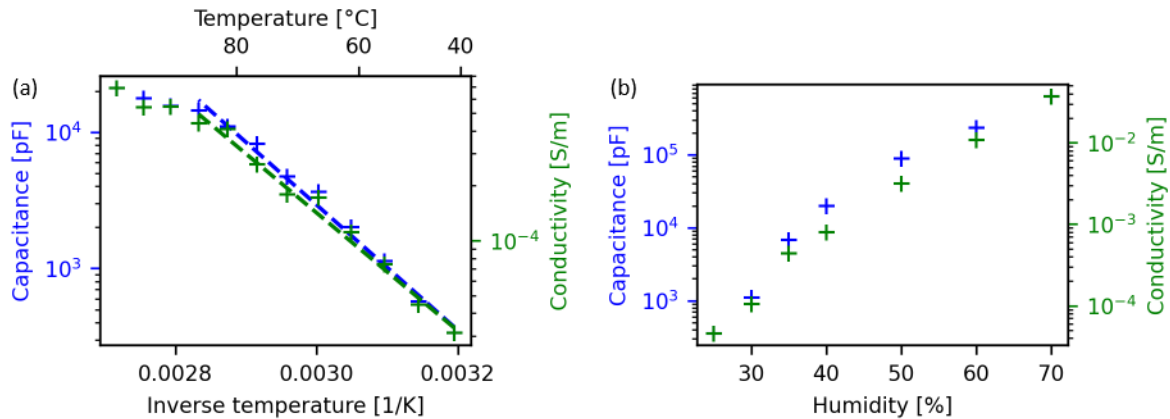 Temperature [°C]
80 60 40
(a)
Capacitance [pF]
10⁴
10³
10⁻⁴
Conductivity [S/m]
0.0028 0.0030 0.0032
Inverse temperature [1/K]
(b)
Capacitance [pF]
10⁵
10⁴
10³
10⁻²
10⁻³
10⁻⁴
Conductivity [S/m]
30 40 50 60 70
Humidity [%]